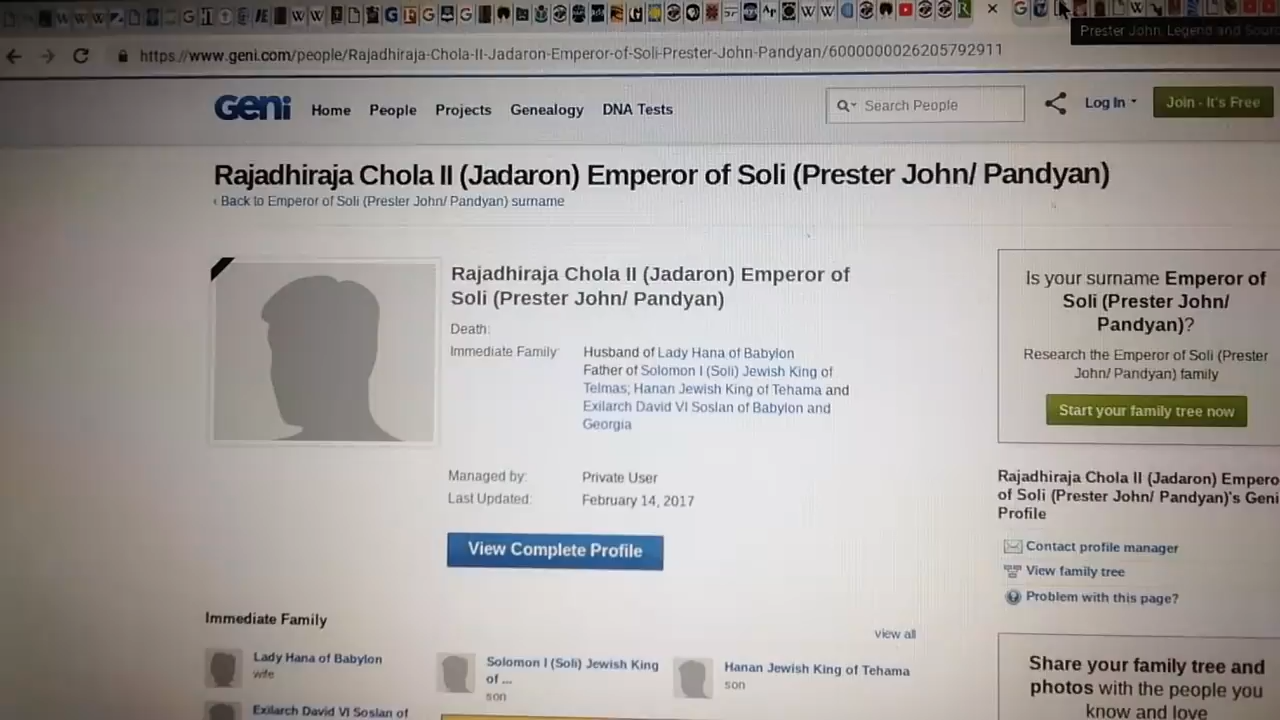 Prester John, Legend and Sour
https://www.geni.com/people/Rajadhiraja-Chola-II-Jadaron-Emperor-of-Soli-Prester-John-Pandyan/6000000026205792911
Geni Home People Projects Genealogy DNA Tests Search People Log In Join - It's Free
Rajadhiraja Chola II (Jadaron) Emperor of Soli (Prester John/ Pandyan)
‹ Back to Emperor of Soli (Prester John/ Pandyan) surname
Rajadhiraja Chola II (Jadaron) Emperor of
Soli (Prester John/ Pandyan)
Death:
Immediate Family: Husband of Lady Hana of Babylon
Father of Solomon I (Soli) Jewish King of
Telmas; Hanan Jewish King of Tehama and
Exilarch David VI Soslan of Babylon and
Georgia
Managed by: Private User
Last Updated: February 14, 2017
View Complete Profile
Immediate Family
view all
Lady Hana of Babylon
wife
Solomon I (Soli) Jewish King
of ...
son
Hanan Jewish King of Tehama
son
Exilarch David VI Soslan of
Is your surname Emperor of
Soli (Prester John/
Pandyan)?
Research the Emperor of Soli (Prester
John/ Pandyan) family
Start your family tree now
Rajadhiraja Chola II (Jadaron) Empero
of Soli (Prester John/ Pandyan)'s Geni
Profile
Contact profile manager
View family tree
Problem with this page?
Share your family tree and
photos with the people you
know and love